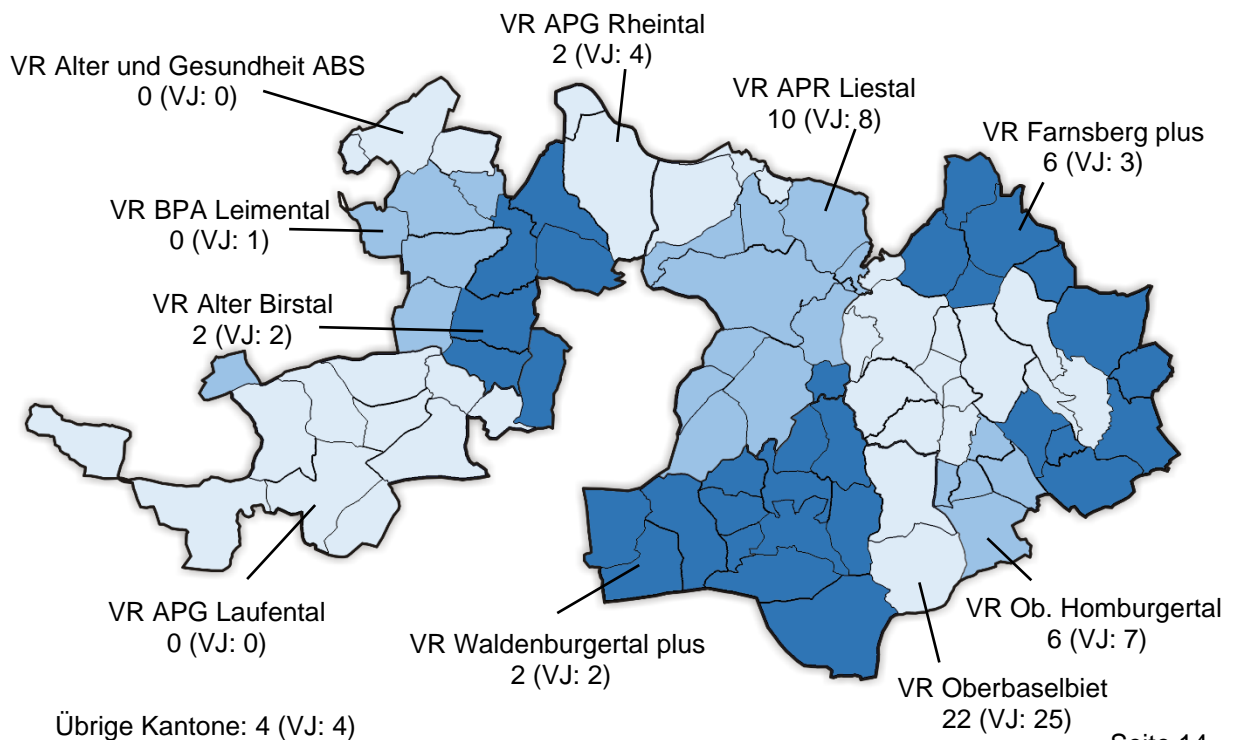 VR APG Rheintal
2 (VJ: 4)
VR Alter und Gesundheit ABS
0 (VJ: 0)
VR APR Liestal
10 (VJ: 8)
VR Farnsberg plus
6 (VJ: 3)
VR BPA Leimental
0 (VJ: 1)
VR Alter Birstal
2 (VJ: 2)
VR APG Laufental
0 (VJ: 0)
VR Waldenburgertal plus
2 (VJ: 2)
VR Ob. Homburgertal
6 (VJ: 7)
VR Oberbaselbiet
22 (VJ: 25)
Übrige Kantone: 4 (VJ: 4)
Seite 14